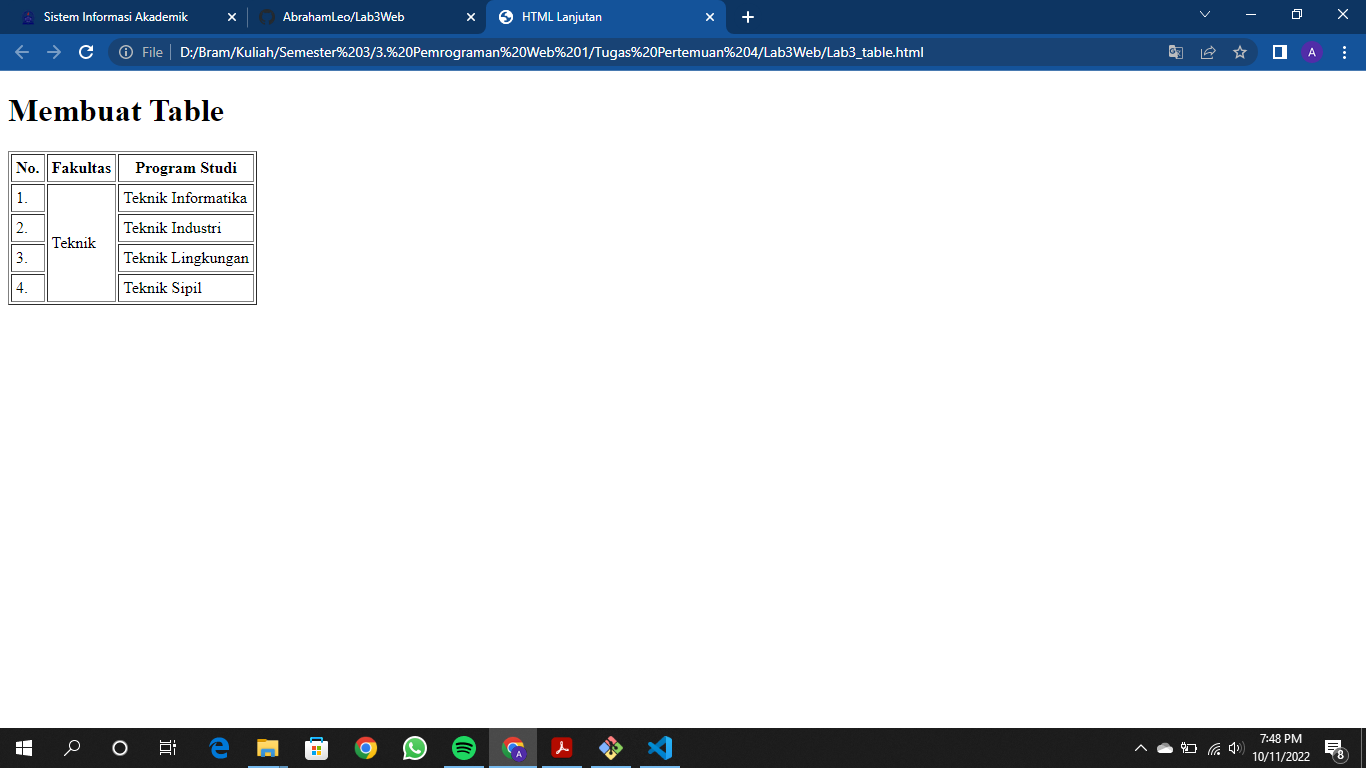 Sistem Informasi Akademik
AbrahamLeo/Lab3Web
HTML Lanjutan
File
D:/Bram/Kuliah/Semester%203/3.%20Pemrograman%20Web%201/Tugas%20Pertemuan%204/Lab3Web/Lab3_table.html
A
Membuat Table
No. Fakultas Program Studi
1. Teknik Teknik Informatika
2. Teknik Industri
3. Teknik Lingkungan
4. Teknik Sipil
A
7:48 PM
10/11/2022
8